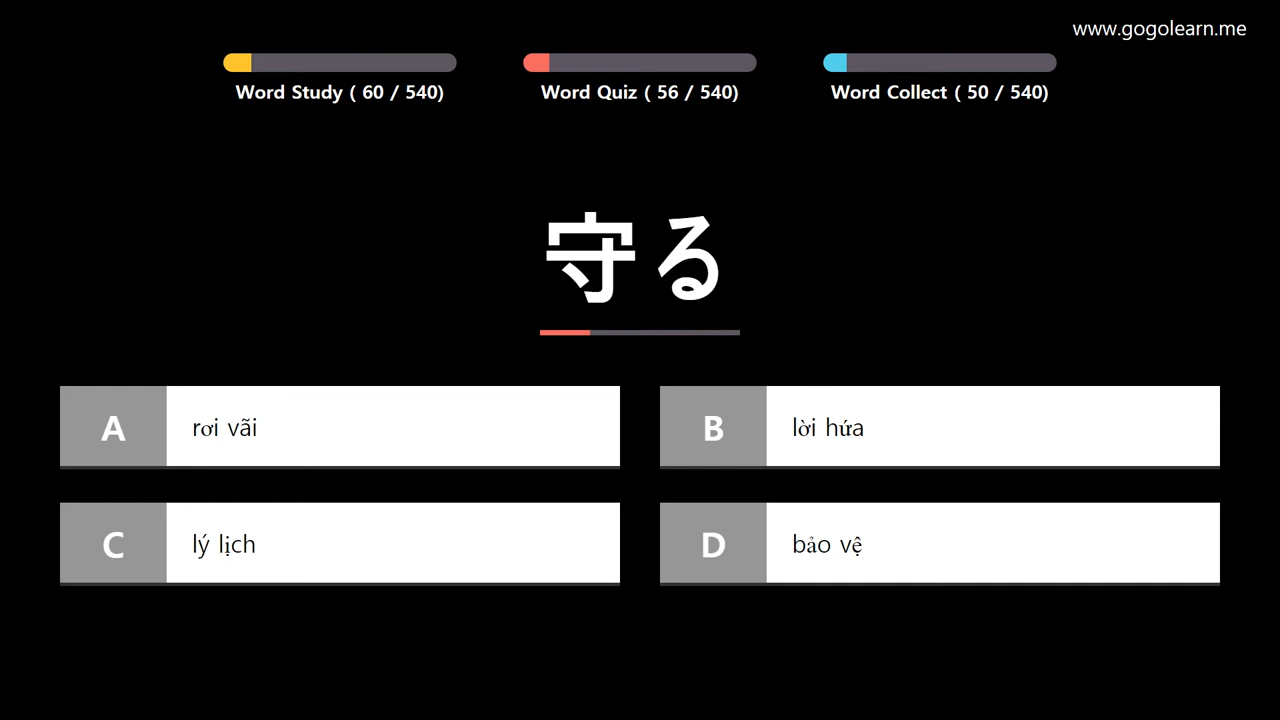 www.gogolearn.me
Word Study ( 60 / 540)
Word Quiz ( 56 / 540)
Word Collect ( 50 / 540)
守る
A rơi vãi
B lời hứa
C lý lịch
D bảo vệ